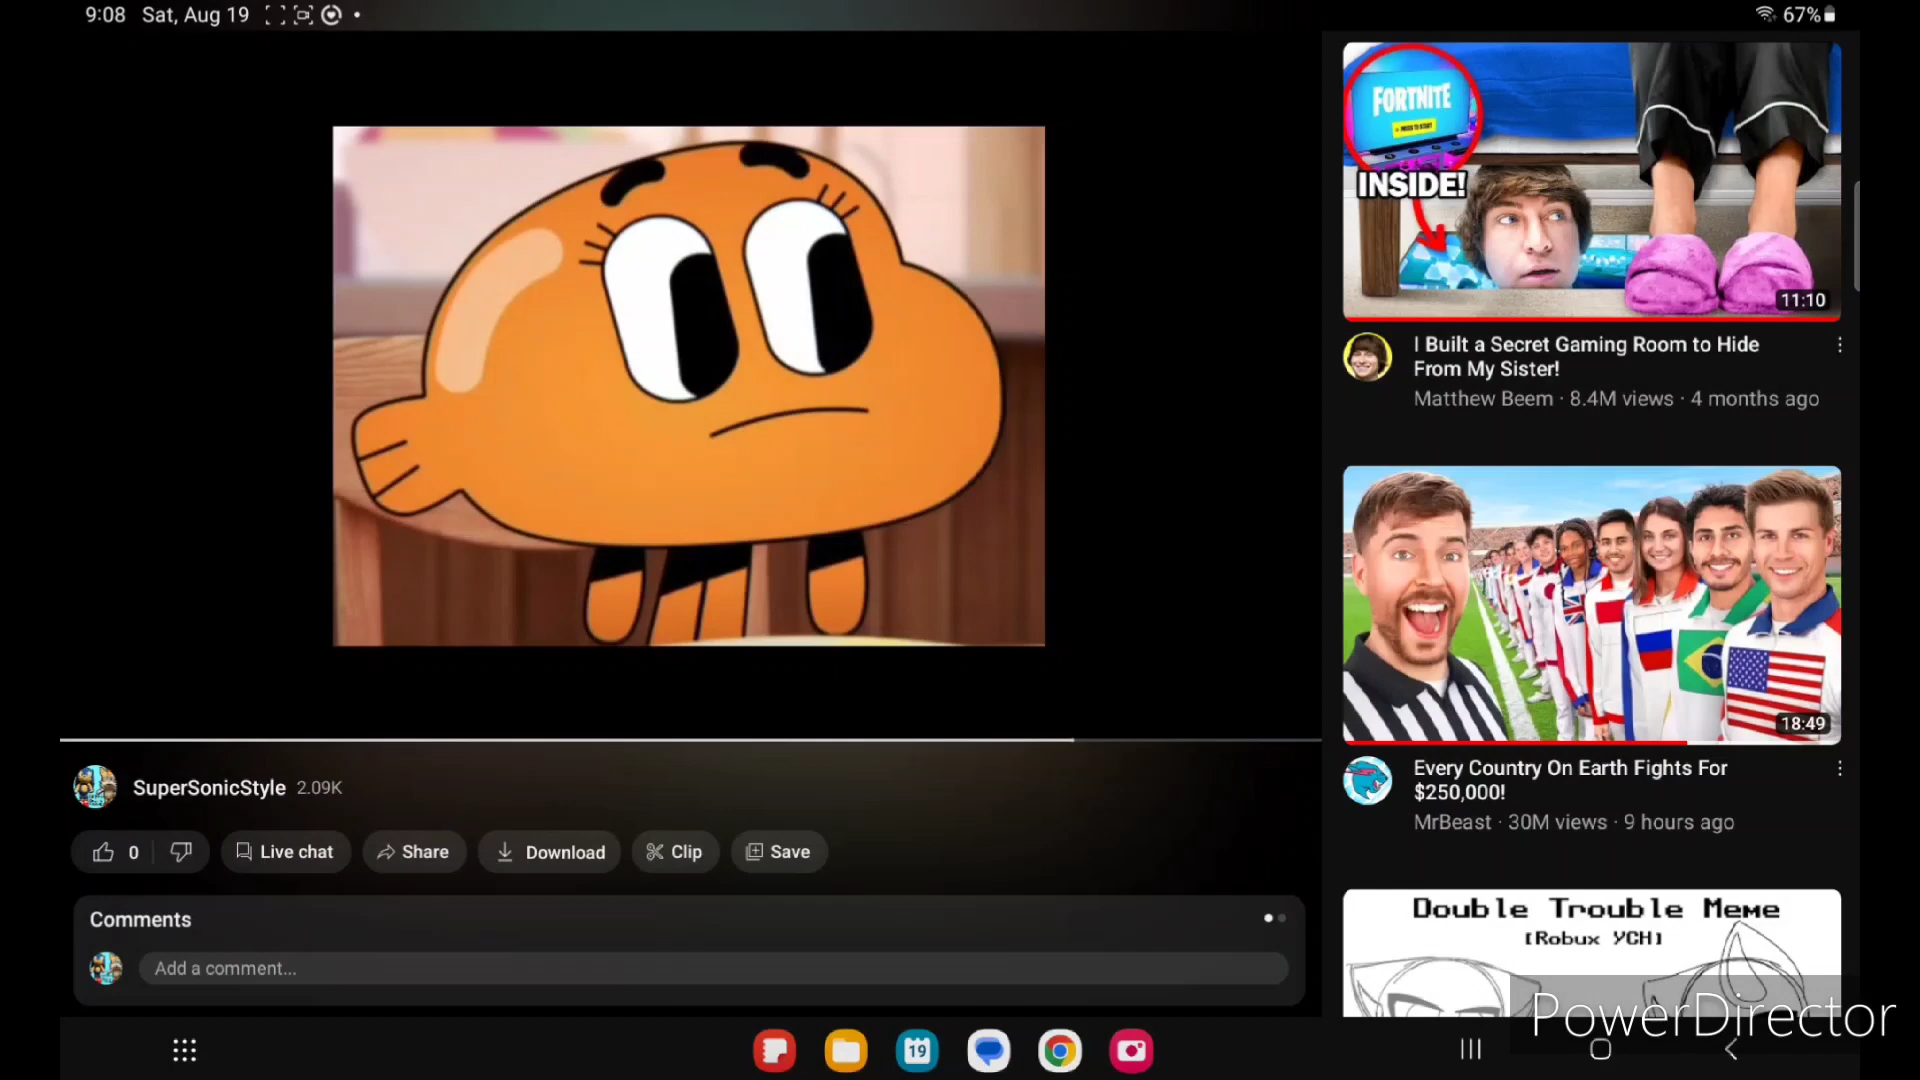 9:08 Sat, Aug 19
67%
FORTNITE
INSIDE!
11:10
I Built a Secret Gaming Room to Hide
From My Sister!
Matthew Beem · 8.4M views · 4 months ago
18:49
Every Country On Earth Fights For
$250,000!
MrBeast · 30M views · 9 hours ago
Double Trouble Meme
[Robux YCH]
SuperSonicStyle 2.09K
0
Live chat
Share
Download
Clip
Save
Comments
Add a comment...
19
PowerDirector